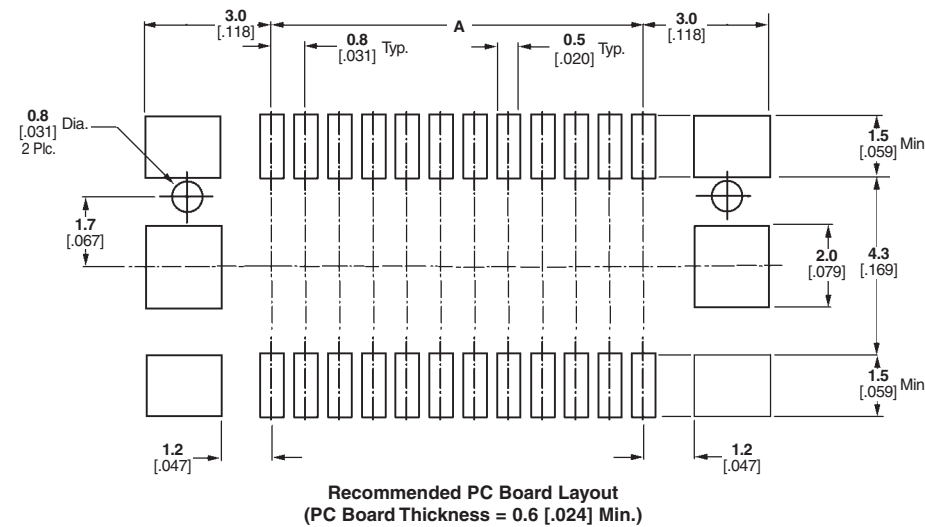 3.0
[.118]
A
3.0
[.118]
0.8
[.031] Typ.
0.5
[.020] Typ.
0.8
[.031] Dia.
2 Plc.
1.5
[.059] Min
1.7
[.067]
2.0
[.079]
4.3
[.169]
1.5
[.059] Min
1.2
[.047]
1.2
[.047]
Recommended PC Board Layout
(PC Board Thickness = 0.6 [.024] Min.)